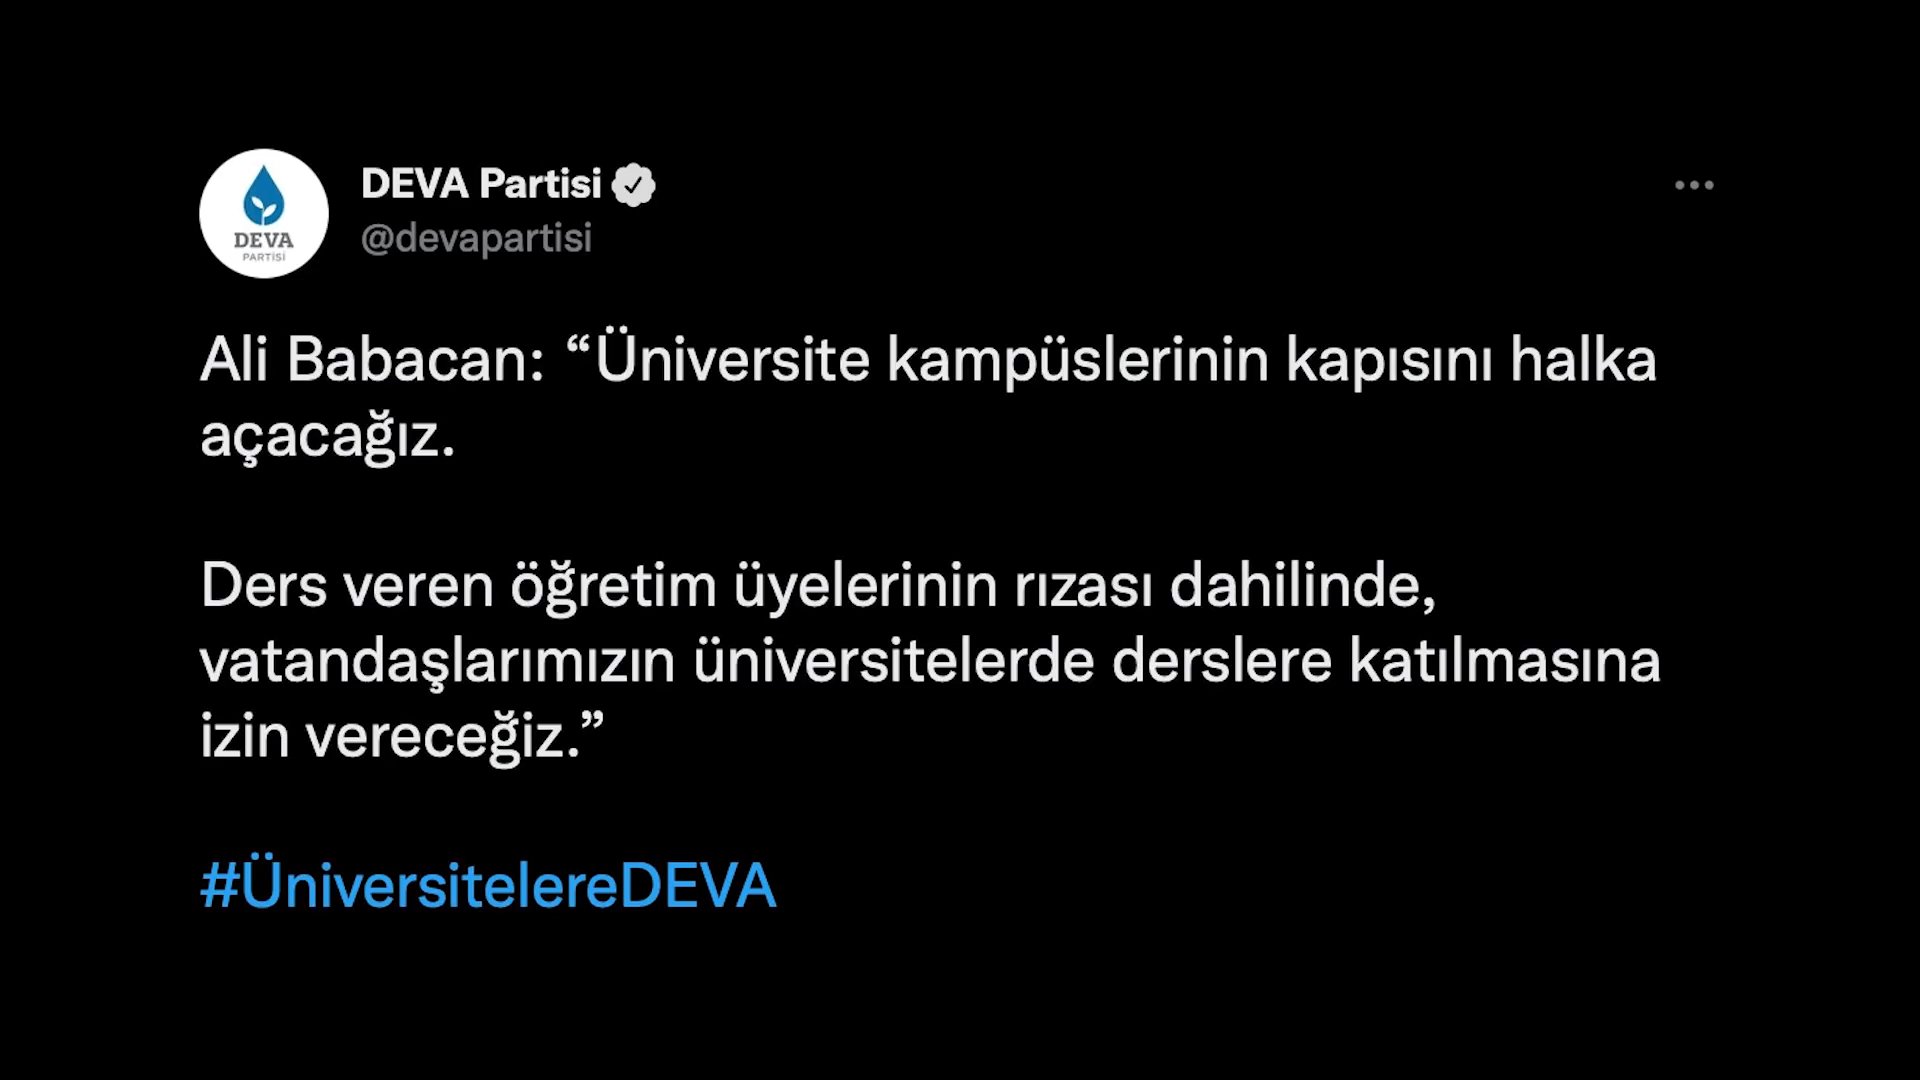 DEVA
PARTİSİ
DEVA Partisi
@devapartisi
Ali Babacan: “Üniversite kampüslerinin kapısını halka
açacağız.
Ders veren öğretim üyelerinin rızası dahilinde,
vatandaşlarımızın üniversitelerde derslere katılmasına
izin vereceğiz.”
#ÜniversitelereDEVA